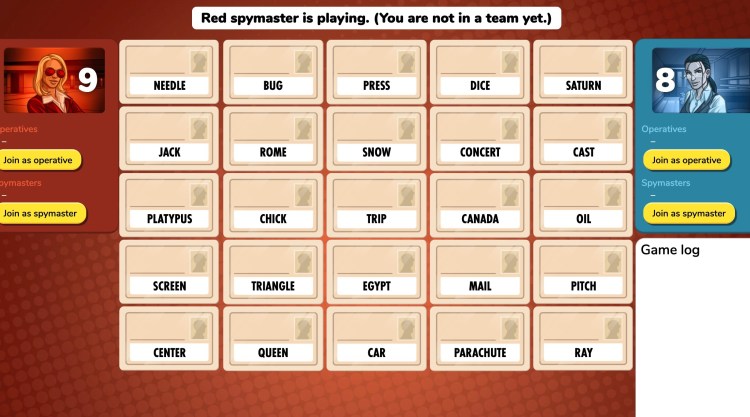 Red spymaster is playing. (You are not in a team yet.)
9
8
NEEDLE
BUG
PRESS
DICE
SATURN
JACK
ROME
SNOW
CONCERT
CAST
PLATYPUS
CHICK
TRIP
CANADA
OIL
SCREEN
TRIANGLE
EGYPT
MAIL
PITCH
CENTER
QUEEN
CAR
PARACHUTE
RAY
peratives
–
Join as operative
pymasters
–
Join as spymaster
Operatives
–
Join as operative
Spymasters
–
Join as spymaster
Game log